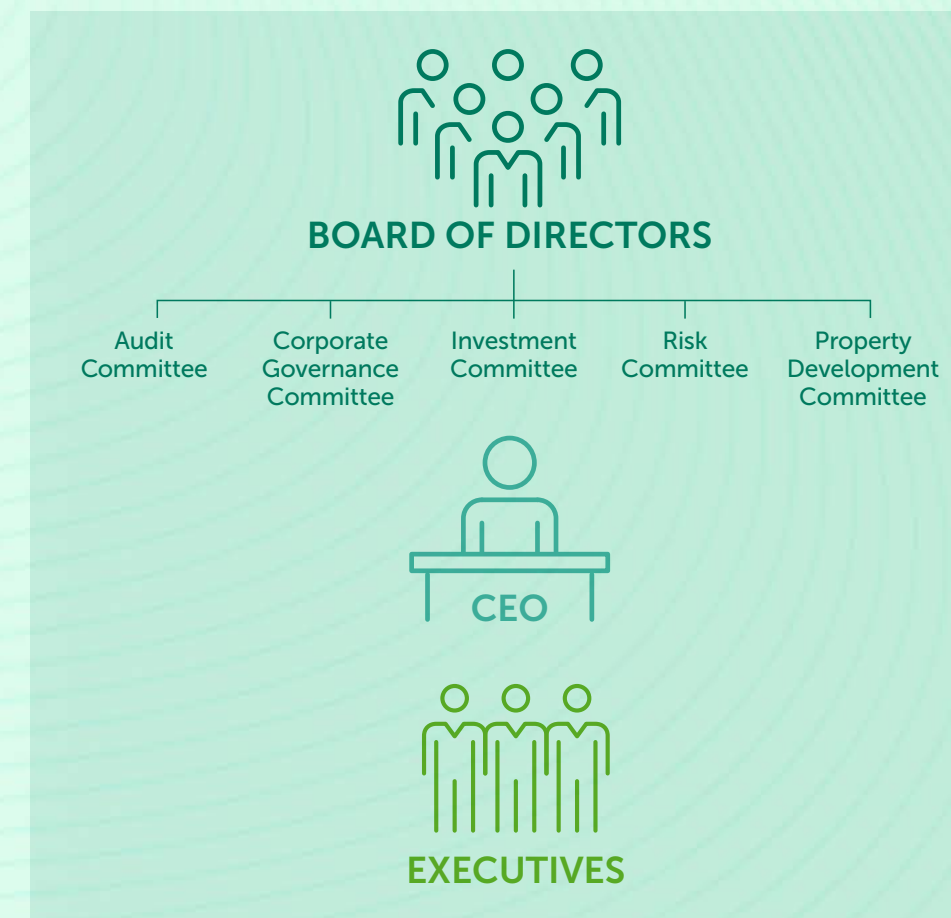 BOARD OF DIRECTORS
Audit
Committee
Corporate
Governance
Committee
Investment
Committee
Risk
Committee
Property
Development
Committee
CEO
EXECUTIVES